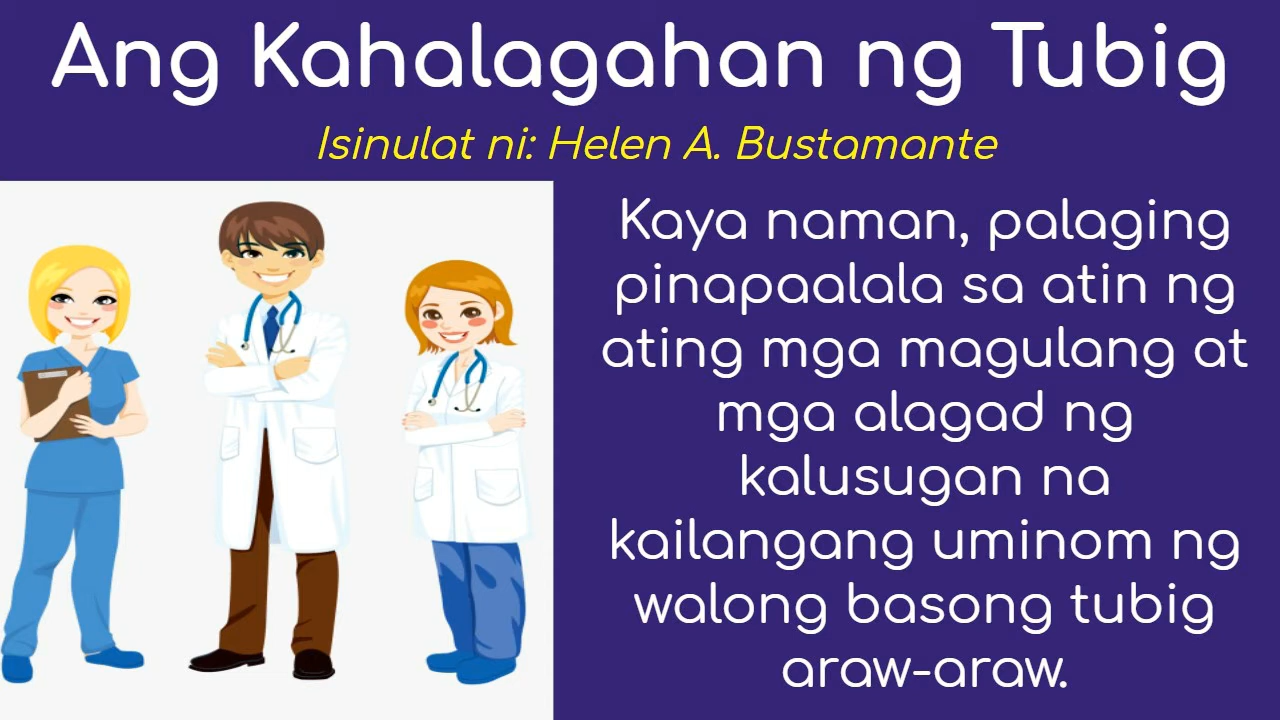 Ang Kahalagahan ng Tubig
Isinulat ni: Helen A. Bustamante
Kaya naman, palaging
pinapaalala sa atin ng
ating mga magulang at
mga alagad ng
kalusugan na
kailangang uminom ng
walong basong tubig
araw-araw.